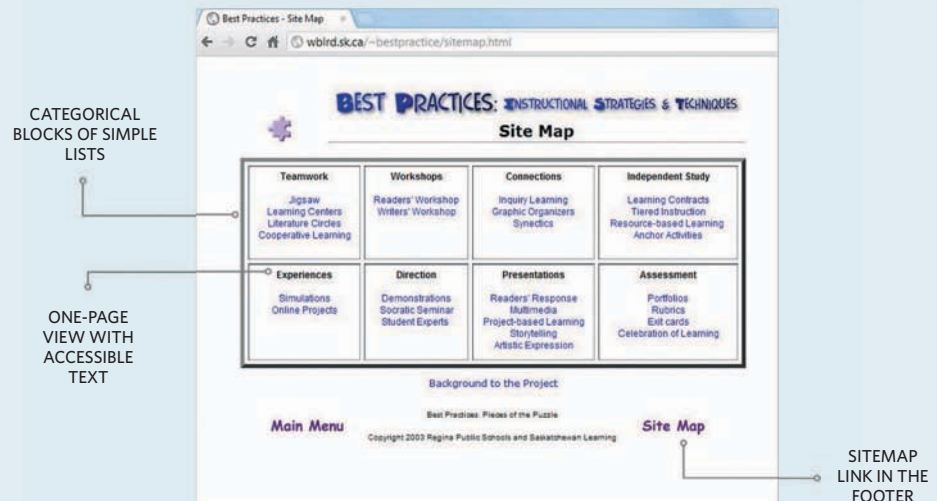 Best Practices - Site Map
wblrd.sk.ca/~bestpractice/sitemap.html
BEST PRACTICES: INSTRUCTIONAL STRATEGIES & TECHNIQUES
Site Map
CATEGORICAL
BLOCKS OF SIMPLE
LISTS
Teamwork
Jigsaw
Learning Centers
Literature Circles
Cooperative Learning
Workshops
Readers' Workshop
Writers' Workshop
Connections
Inquiry Learning
Graphic Organizers
Synectics
Independent Study
Learning Contracts
Tiered Instruction
Resource-based Learning
Anchor Activities
Experiences
Simulations
Online Projects
Direction
Demonstrations
Socratic Seminar
Student Experts
Presentations
Readers' Response
Multimedia
Project-based Learning
Storytelling
Artistic Expression
Assessment
Portfolios
Rubrics
Exit cards
Celebration of Learning
ONE-PAGE
VIEW WITH
ACCESSIBLE
TEXT
Background to the Project
Main Menu
Best Practices: Pieces of the Puzzle
Copyright 2003 Regina Public Schools and Saskatchewan Learning
Site Map
SITEMAP
LINK IN THE
FOOTER